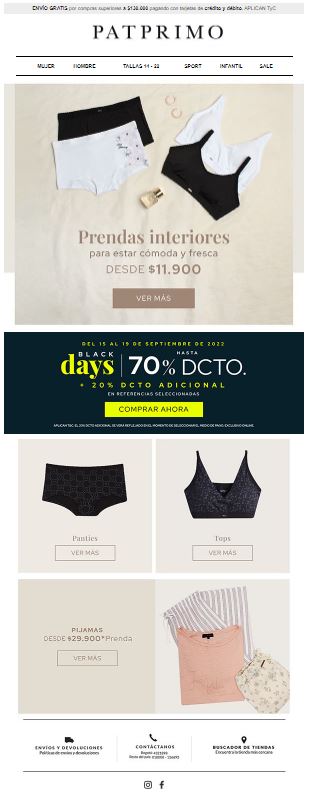 ENVÍO GRATIS por compras superiores a $130.000 pagando con tarjetas de crédito y débito. APLICAN TyC
PATPRIMO
MUJER HOMBRE TALLAS 14 - 22 SPORT INFANTIL SALE
Prendas interiores
para estar cómoda y fresca
DESDE $11.900
VER MÁS
DEL 15 AL 19 DE SEPTIEMBRE DE 2022
BLACK days HASTA 70% DCTO.
+ 20% DCTO ADICIONAL
EN REFERENCIAS SELECCIONADAS
COMPRAR AHORA
APLICAN TEC. EL 20% DCTO ADICIONAL SE VERÁ REFLEJADO EN EL MOMENTO DE SELECCIONAR EL MEDIO DE PAGO. EXCLUSIVO ONLINE.
Panties Tops
VER MÁS VER MÁS
PIJAMAS
DESDE $29.900*Prenda
VER MÁS
ENVÍOS Y DEVOLUCIONES
Políticas de envíos y devoluciones
CONTÁCTANOS
BUSCADOR DE TIENDAS
Encuentra la tienda más cercana